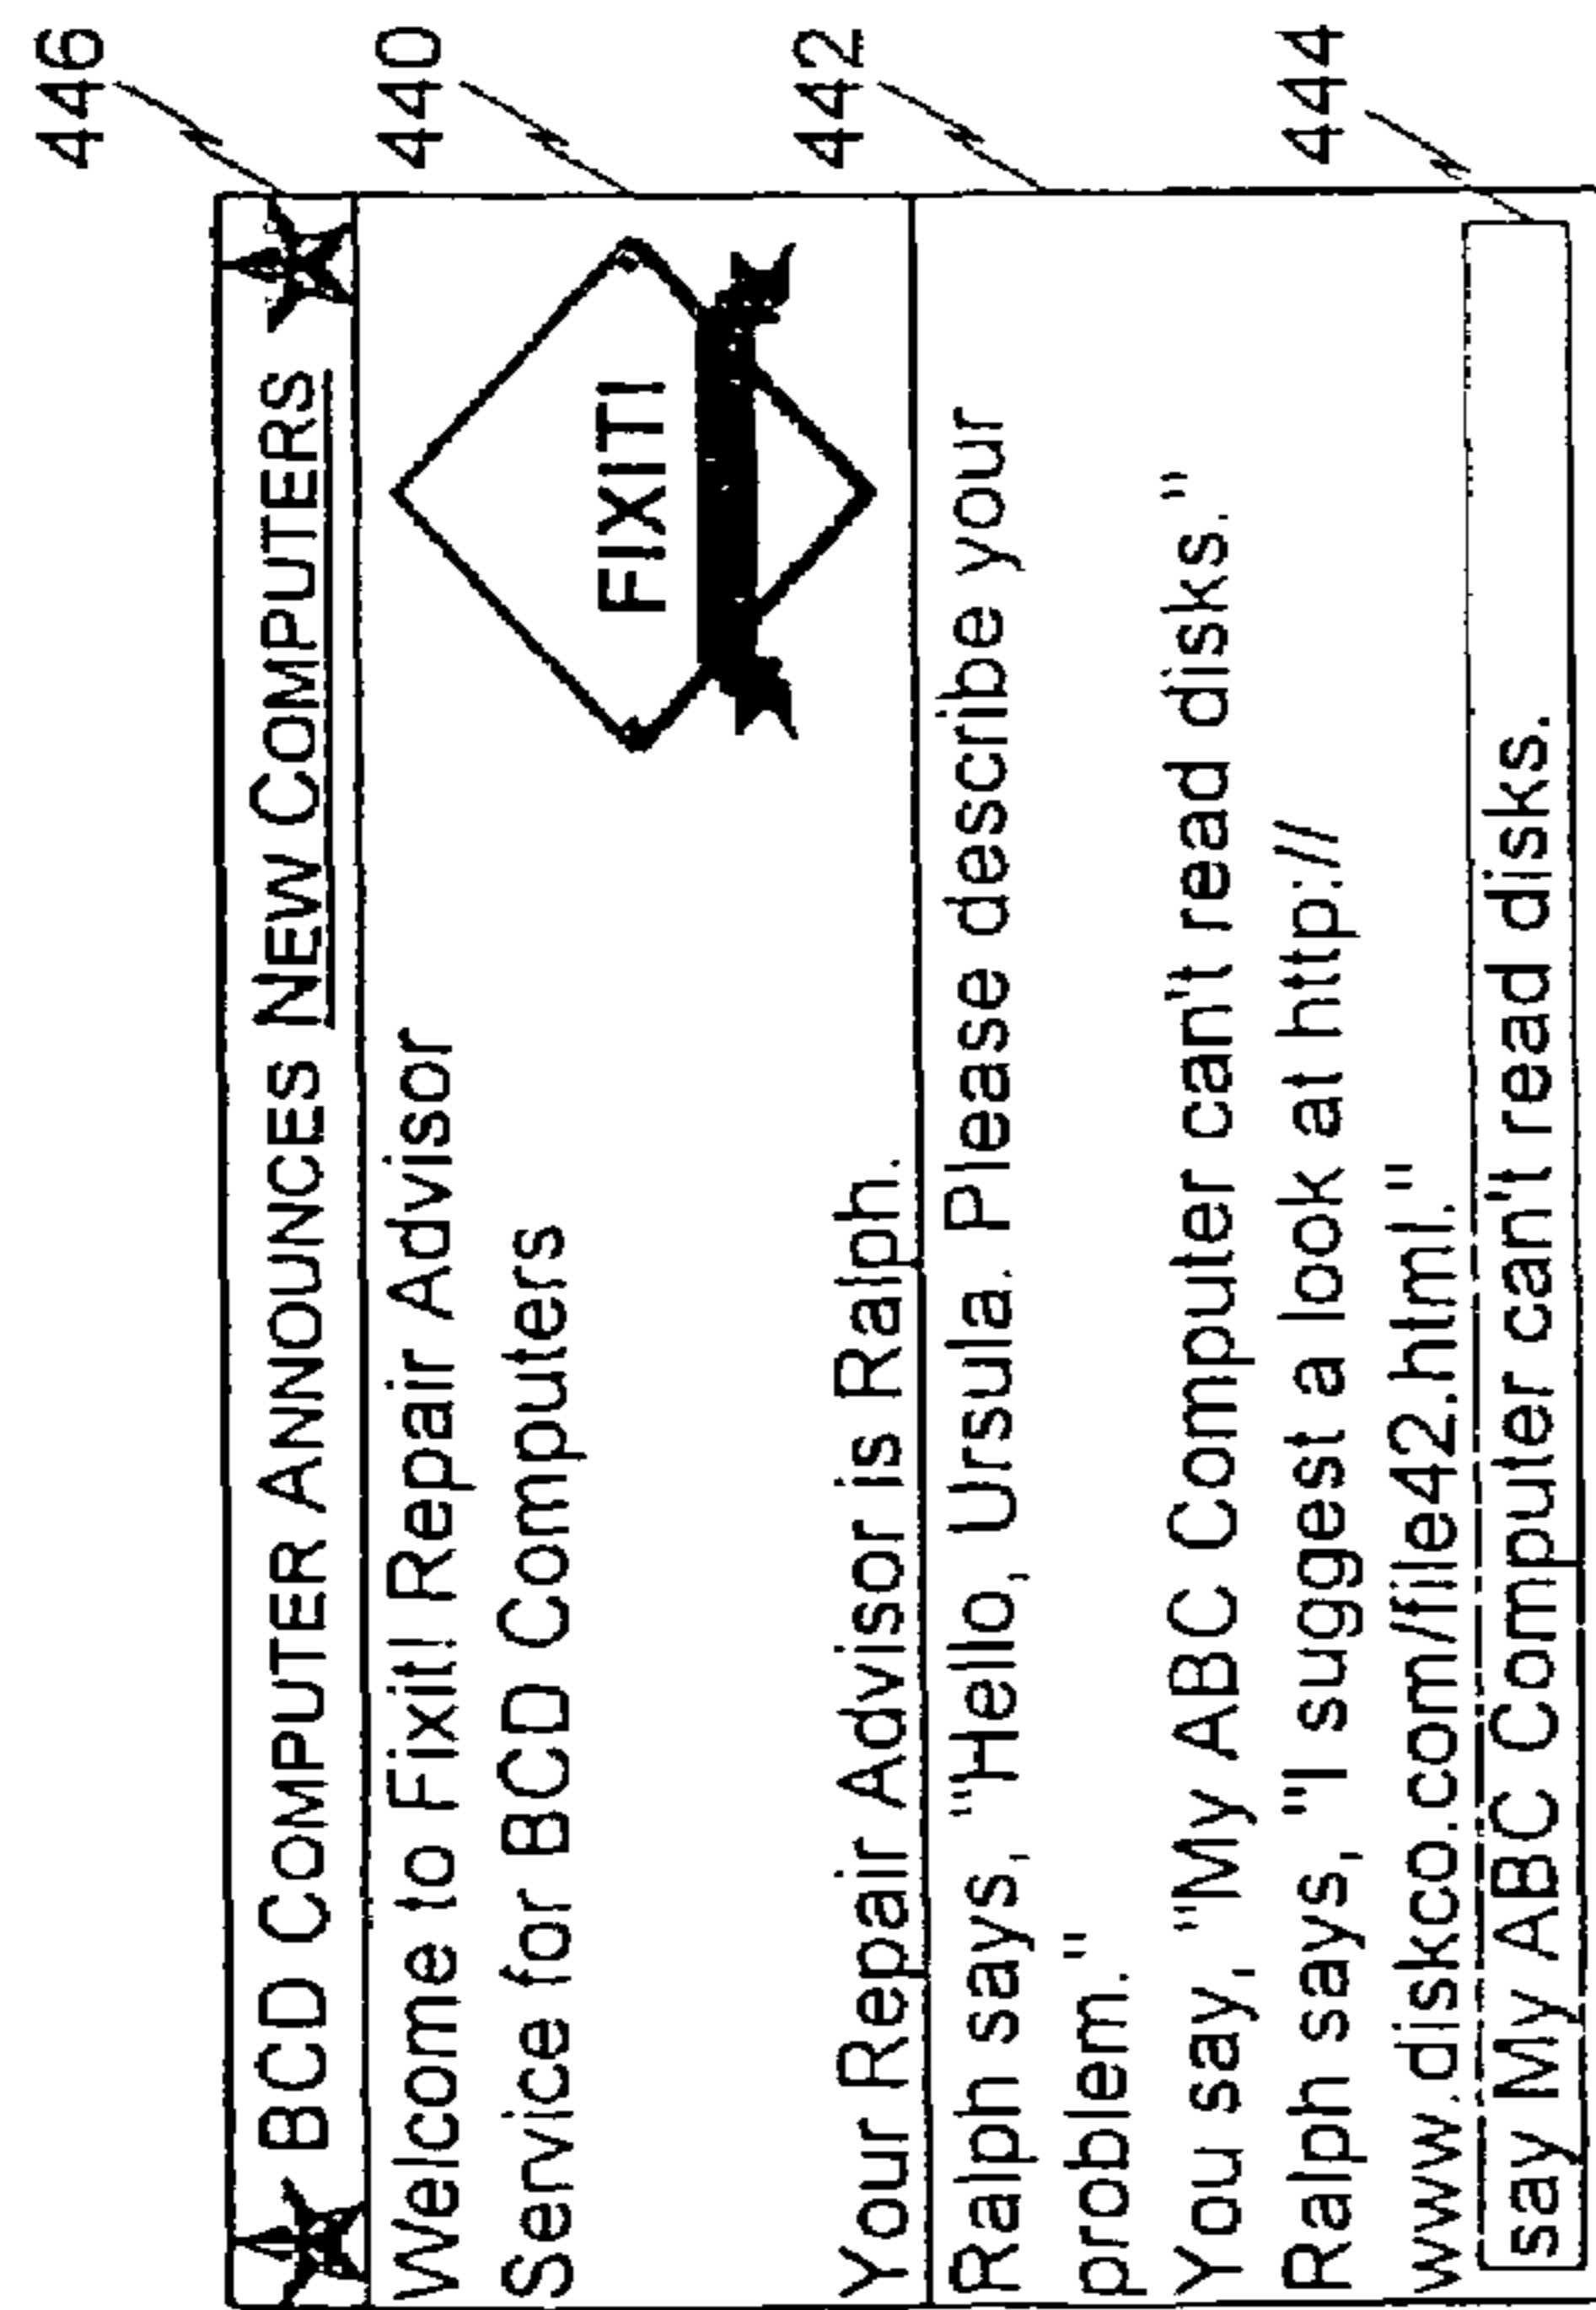 446
BCD COMPUTER ANNOUNCES NEW COMPUTERS
440
Welcome to Fixit! Repair Advisor
Service for BCD Computers
FIXIT!
Your Repair Advisor is Ralph.
442
Ralph says, "Hello, Ursula. Please describe your
problem."
You say, "My ABC Computer can't read disks."
Ralph says, "I suggest a look at http://
www.diskco.com/file42.html."
444
say My ABC Computer can't read disks.